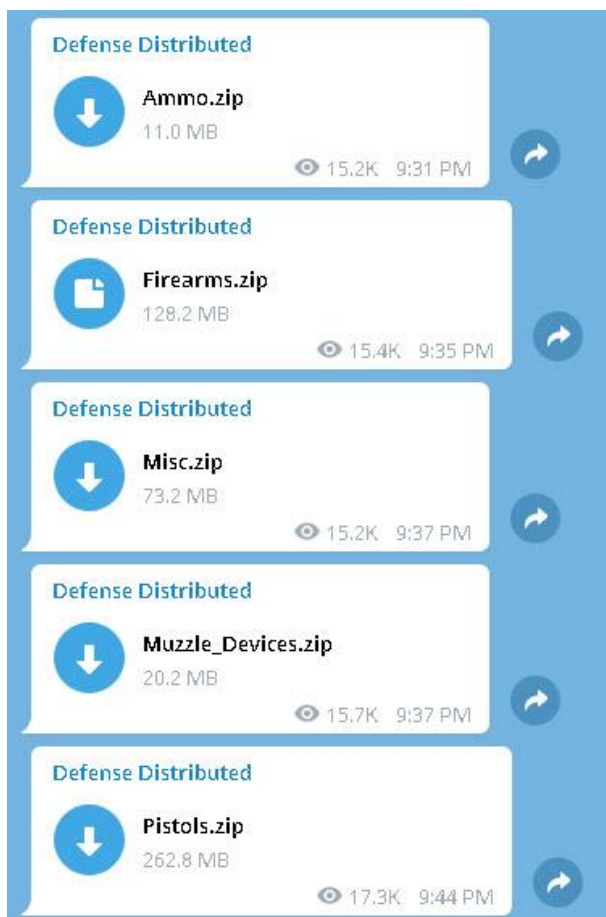 Defense Distributed
Ammo.zip
11.0 MB
15.2K 9:31 PM
Defense Distributed
Firearms.zip
128.2 MB
15.4K 9:35 PM
Defense Distributed
Misc.zip
73.2 MB
15.2K 9:37 PM
Defense Distributed
Muzzle_Devices.zip
20.2 MB
15.7K 9:37 PM
Defense Distributed
Pistols.zip
262.8 MB
17.3K 9:44 PM